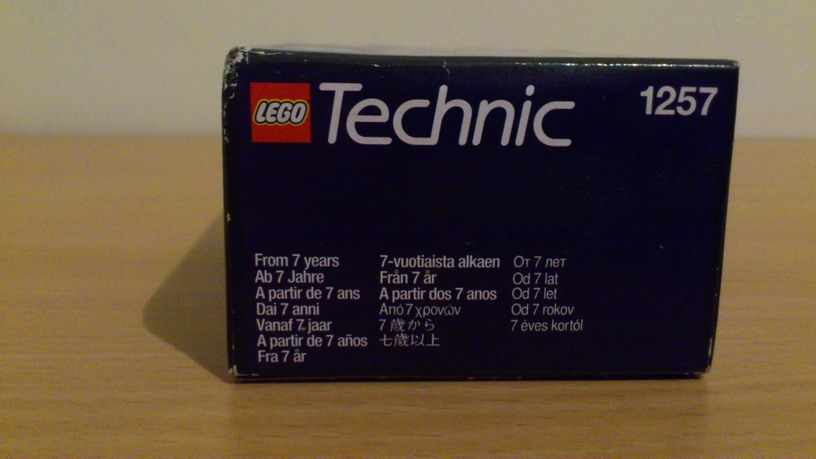 LEGO Technic 1257
From 7 years
Ab 7 Jahre
A partir de 7 ans
Dai 7 anni
Vanaf 7 jaar
A partir de 7 años
Fra 7 år
7-vuotiaista alkaen
Från 7 år
A partir dos 7 anos
Από 7 χρονών
7 歳から
七歲以上
От 7 лет
Od 7 lat
Od 7 let
Od 7 rokov
7 éves kortól